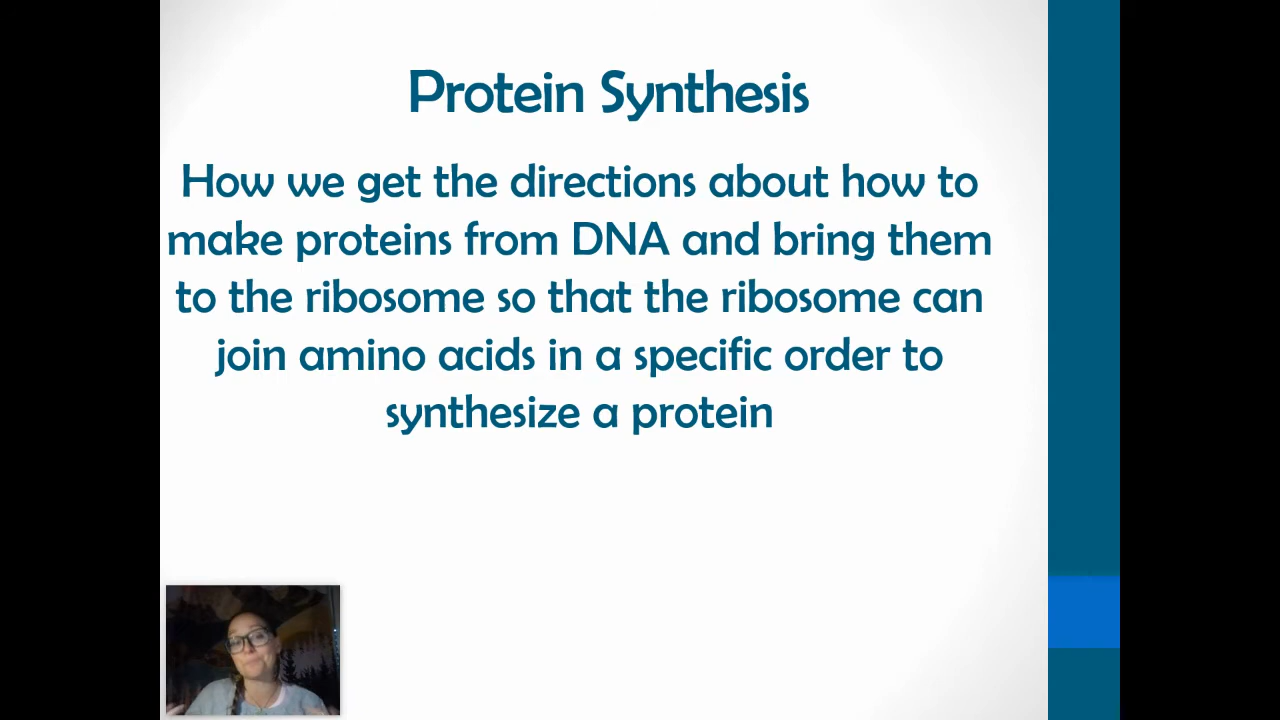 Protein Synthesis
How we get the directions about how to
make proteins from DNA and bring them
to the ribosome so that the ribosome can
join amino acids in a specific order to
synthesize a protein